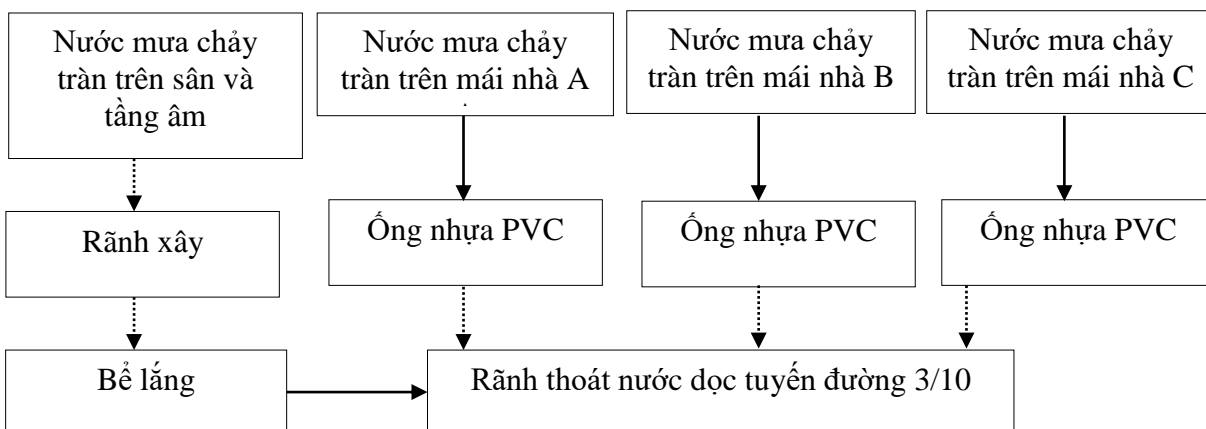 Nước mưa chảy
tràn trên sân và
tầng âm
Nước mưa chảy
tràn trên mái nhà A
Nước mưa chảy
tràn trên mái nhà B
Nước mưa chảy
tràn trên mái nhà C
Rãnh xây
Ống nhựa PVC
Ống nhựa PVC
Ống nhựa PVC
Bể lắng
Rãnh thoát nước dọc tuyến đường 3/10